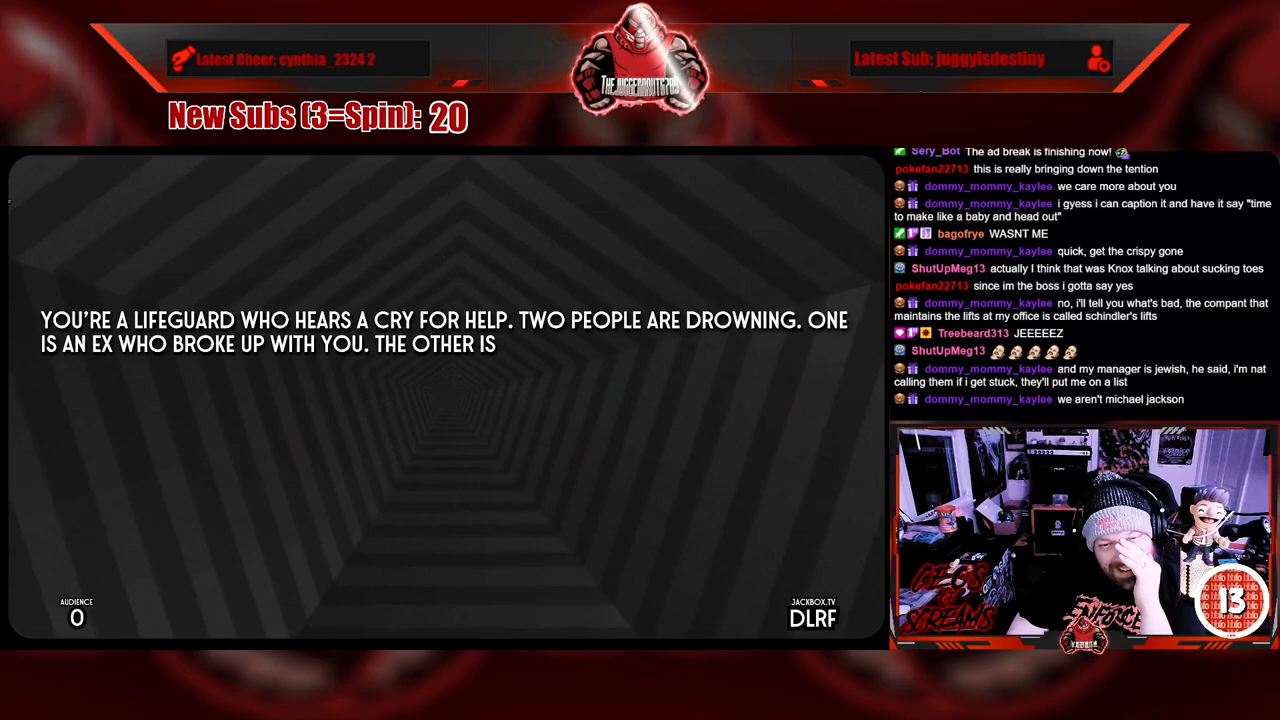 Latest Cheer: cynthia_2324 2
THEJUGGERNAUT6789
Latest Sub: juggyisdestiny
New Subs (3=Spin): 20
YOU'RE A LIFEGUARD WHO HEARS A CRY FOR HELP. TWO PEOPLE ARE DROWNING. ONE
IS AN EX WHO BROKE UP WITH YOU. THE OTHER IS
AUDIENCE
0
JACKBOX.TV
DLRF
Sery_Bot The ad break is finishing now!
pokefan22713 this is really bringing down the tention
dommy_mommy_kaylee we care more about you
dommy_mommy_kaylee i gyess i can caption it and have it say "time
to make like a baby and head out"
bagofrye WASNT ME
dommy_mommy_kaylee quick, get the crispy gone
ShutUpMeg13 actually I think that was Knox talking about sucking toes
pokefan22713 since im the boss i gotta say yes
dommy_mommy_kaylee no, i'll tell you what's bad, the compant that
maintains the lifts at my office is called schindler's lifts
Treebeard313 JEEEEEZ
ShutUpMeg13
dommy_mommy_kaylee and my manager is jewish, he said, i'm nat
calling them if i get stuck, they'll put me on a list
dommy_mommy_kaylee we aren't michael jackson
SCREAMS
13